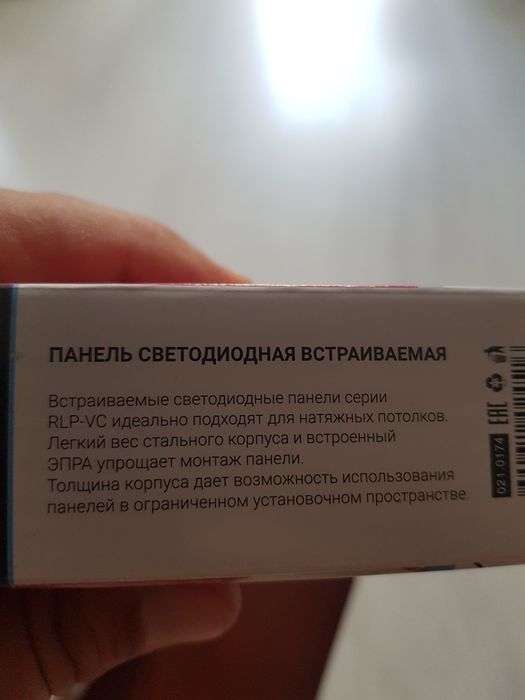 ПАНЕЛЬ СВЕТОДИОДНАЯ ВСТРАИВАЕМАЯ
Встраиваемые светодиодные панели серии
RLP-VC идеально подходят для натяжных потолков.
Легкий вес стального корпуса и встроенный
ЭПРА упрощает монтаж панели.
Толщина корпуса дает возможность использования
панелей в ограниченном установочном пространстве.
EAC
021.0174